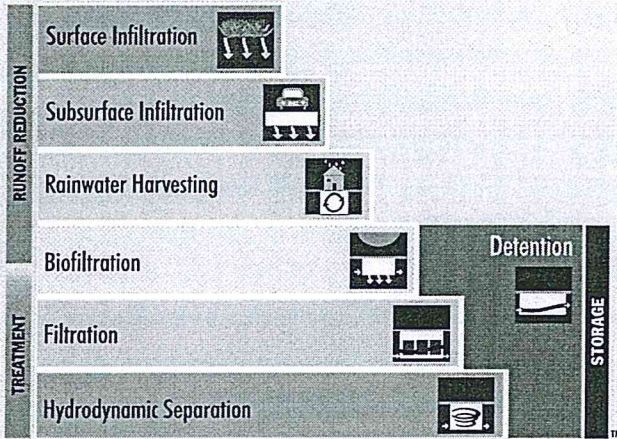 RUNOFF REDUCTION
Surface Infiltration
Subsurface Infiltration
Rainwater Harvesting
TREATMENT
Biofiltration
Filtration
Hydrodynamic Separation
Detention
STORAGE